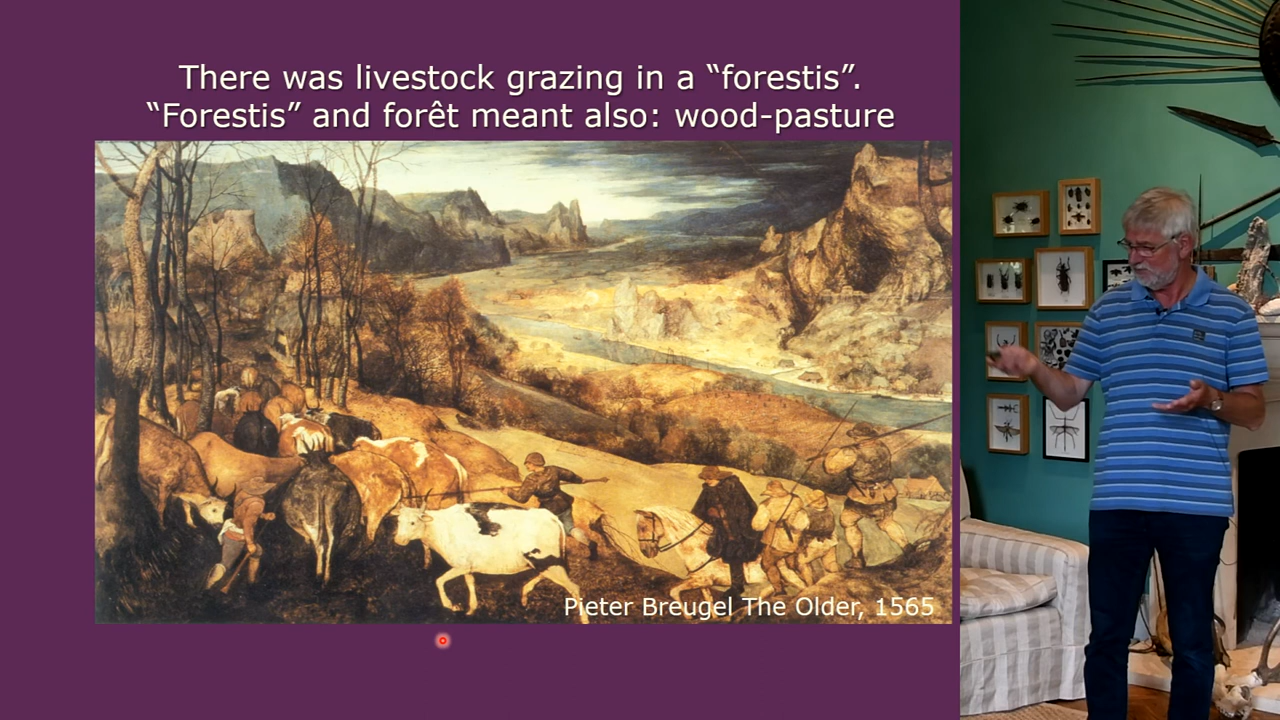 There was livestock grazing in a “forestis”.
“Forestis” and forêt meant also: wood-pasture
Pieter Breugel The Older, 1565